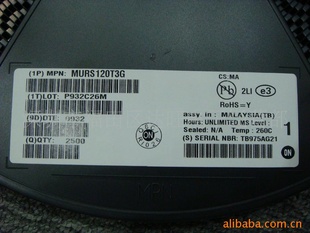 (1P) MPN: MURS120T3G
(1T)LOT: P932C26M
(9D)DTE: 0932
(Q)QTY: 2500
CS:MA
2LI e3
RoHS=Y
assy in: MALAYSIA(TB)
Hours: UNLIMITED MS Level: 1
Sealed: N/A Temp: 260C
(S) SERIAL NBR: TB975AG21
ON
ON
alibaba.com.cn